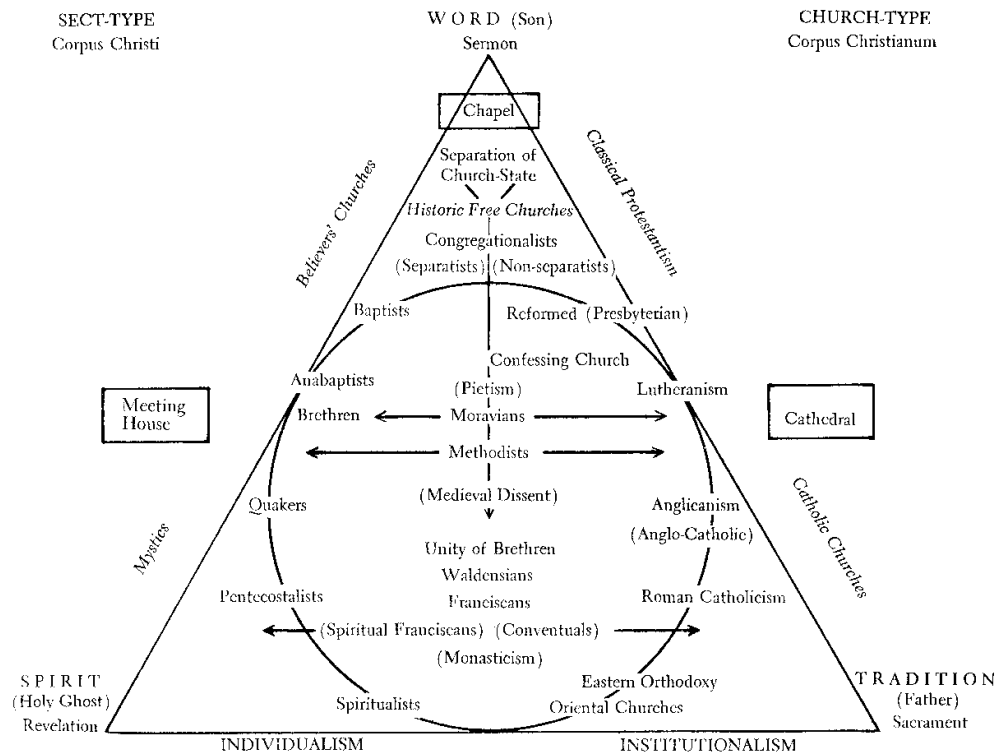 SECT-TYPE
Corpus Christi
WORD (Son)
Sermon
CHURCH-TYPE
Corpus Christianum
Chapel
Separation of
Church-State
Historic Free Churches
Believers' Churches
Classical Protestantism
Congregationalists
(Separatists) (Non-separatists)
Baptists
Reformed (Presbyterian)
Confessing Church
Anabaptists
(Pietism)
Lutheranism
Meeting
House
Brethren
Moravians
Cathedral
Methodists
(Medieval Dissent)
Quakers
Anglicanism
(Anglo-Catholic)
Mystics
Catholic Churches
Unity of Brethren
Waldensians
Franciscans
Pentecostalists
Roman Catholicism
(Spiritual Franciscans) (Conventuals)
(Monasticism)
SPIRIT
(Holy Ghost)
Revelation
Spiritualists
Eastern Orthodoxy
Oriental Churches
TRADITION
(Father)
Sacrament
INDIVIDUALISM
INSTITUTIONALISM